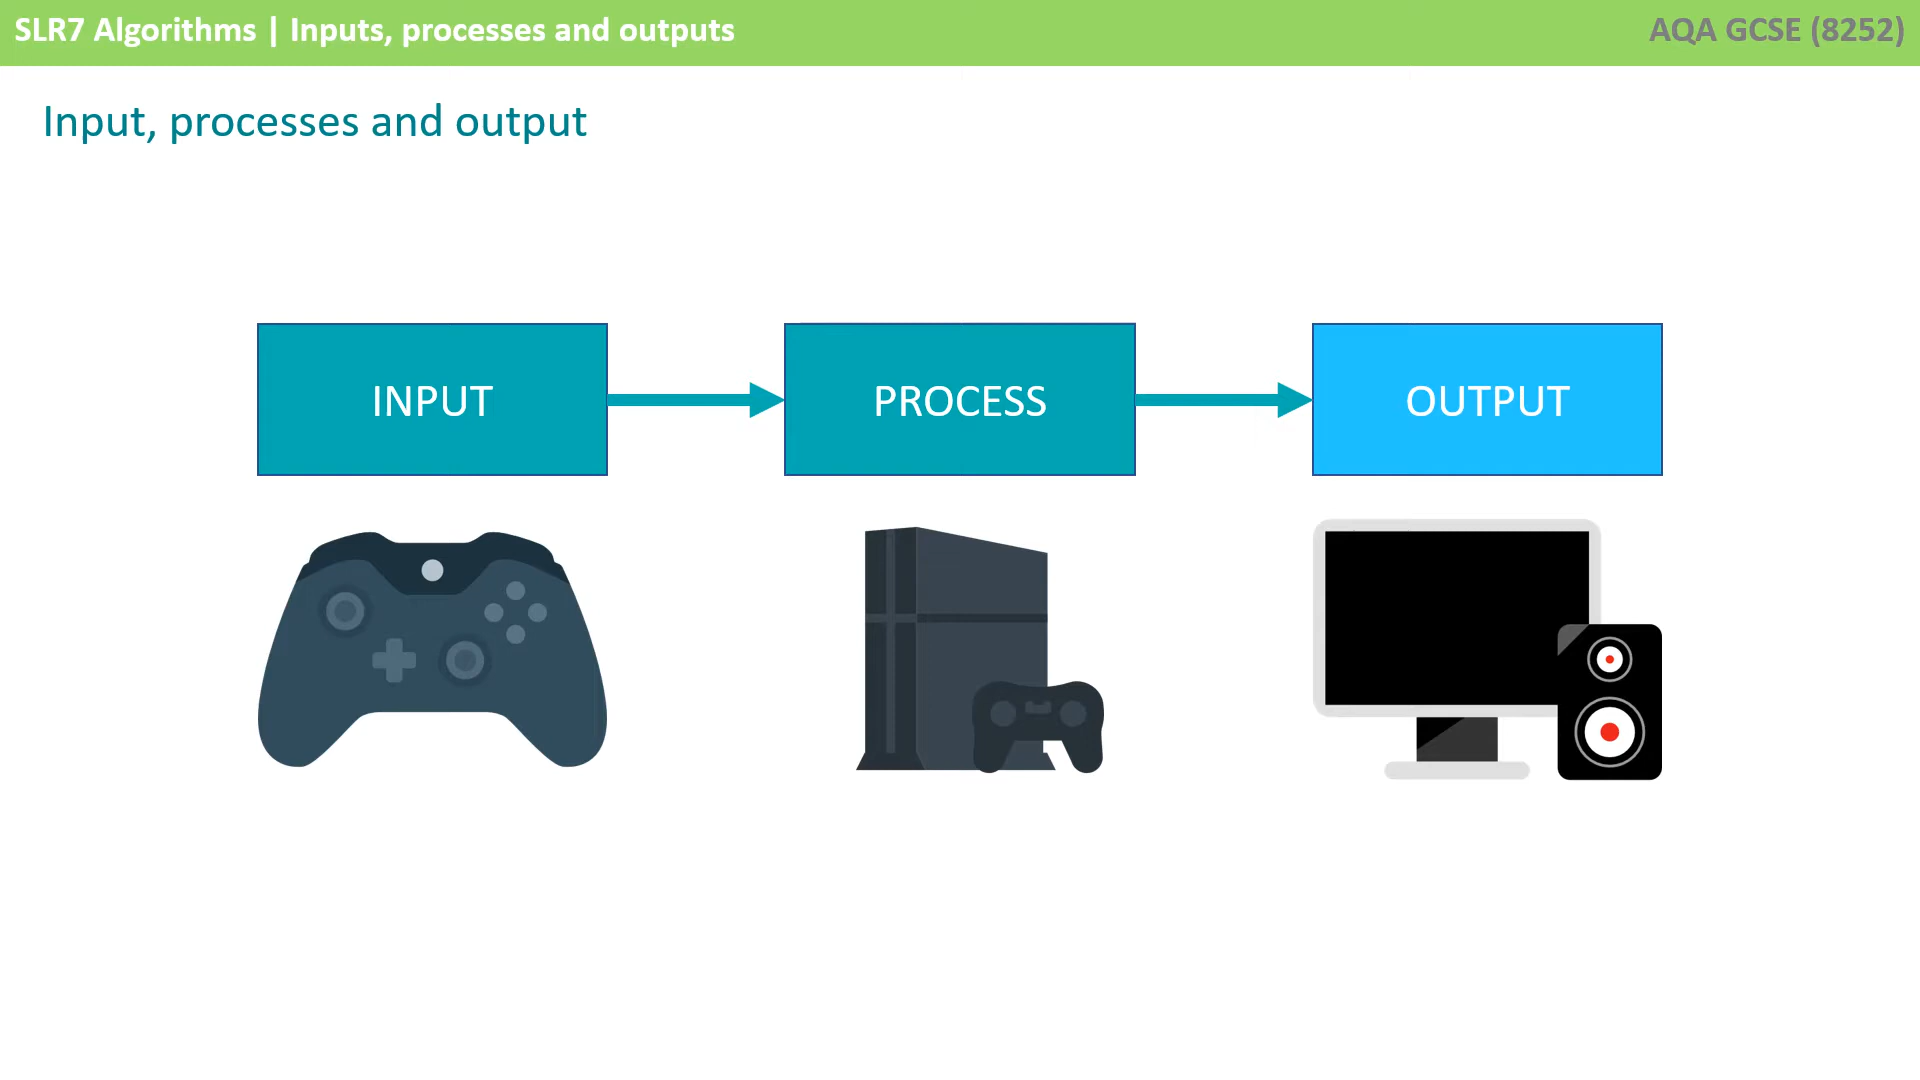 SLR7 Algorithms | Inputs, processes and outputs
AQA GCSE (8252)
Input, processes and output
INPUT
PROCESS
OUTPUT